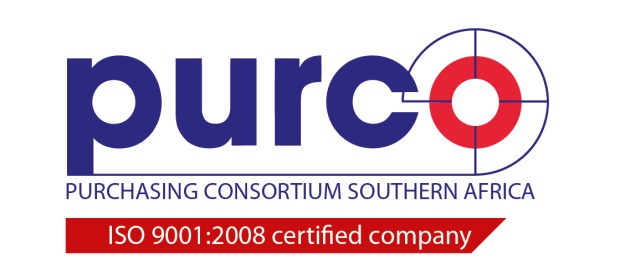 purco
PURCHASING CONSORTIUM SOUTHERN AFRICA
ISO 9001:2008 certified company